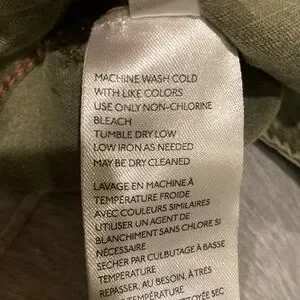 MACHINE WASH COLD
WITH LIKE COLORS
USE ONLY NON-CHLORINE
BLEACH
TUMBLE DRY LOW
LOW IRON AS NEEDED
MAY BE DRY CLEANED
LAVAGE EN MACHINE À
TEMPÉRATURE FROIDE
AVEC COULEURS SIMILAIRES
UTILISER UN AGENT DE
BLANCHIMENT SANS CHLORE SI
NÉCESSAIRE
SÉCHER PAR CULBUTAGE À BASSE
TEMPÉRATURE
REPASSER, AU BESOIN, À TRÈS
TEMPÉRATURE
NETTOYÉE SEC